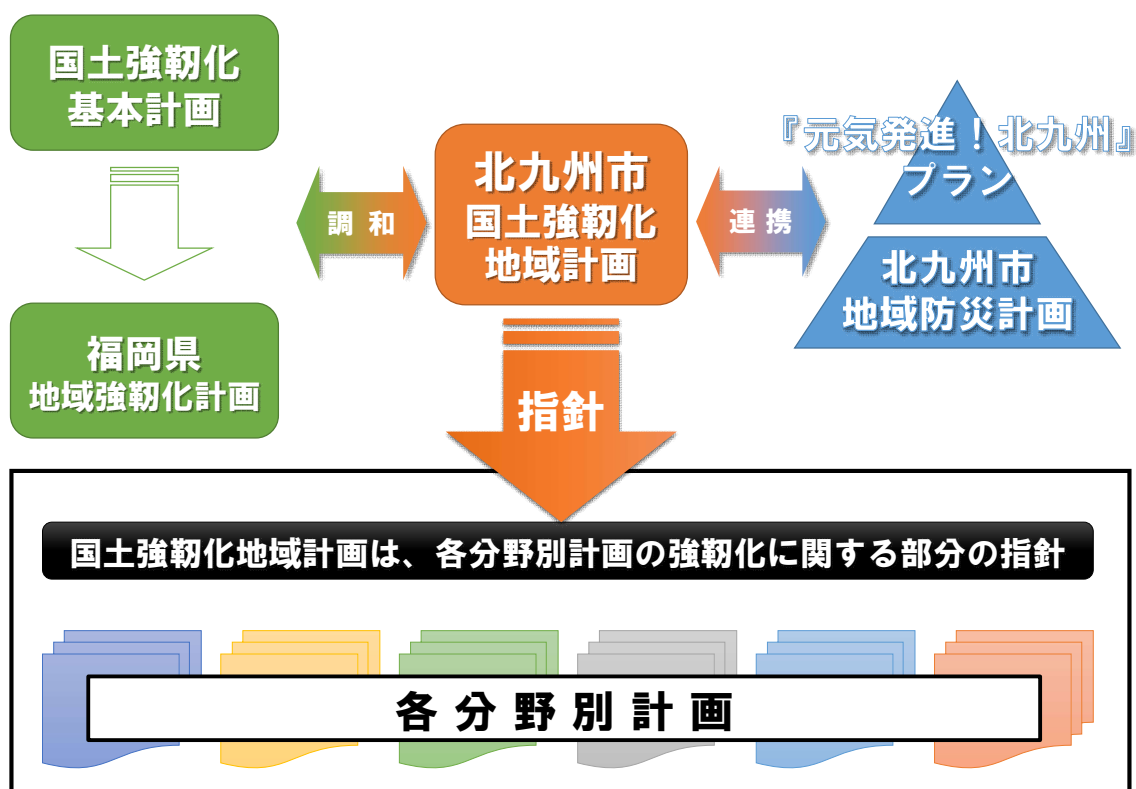 国土強靭化
基本計画
福岡県
地域強靭化計画
調和
北九州市
国土強靭化
地域計画
連携
『元気発進！北九州』
プラン
北九州市
地域防災計画
指針
国土強靭化地域計画は、各分野別計画の強靭化に関する部分の指針
各分野別計画